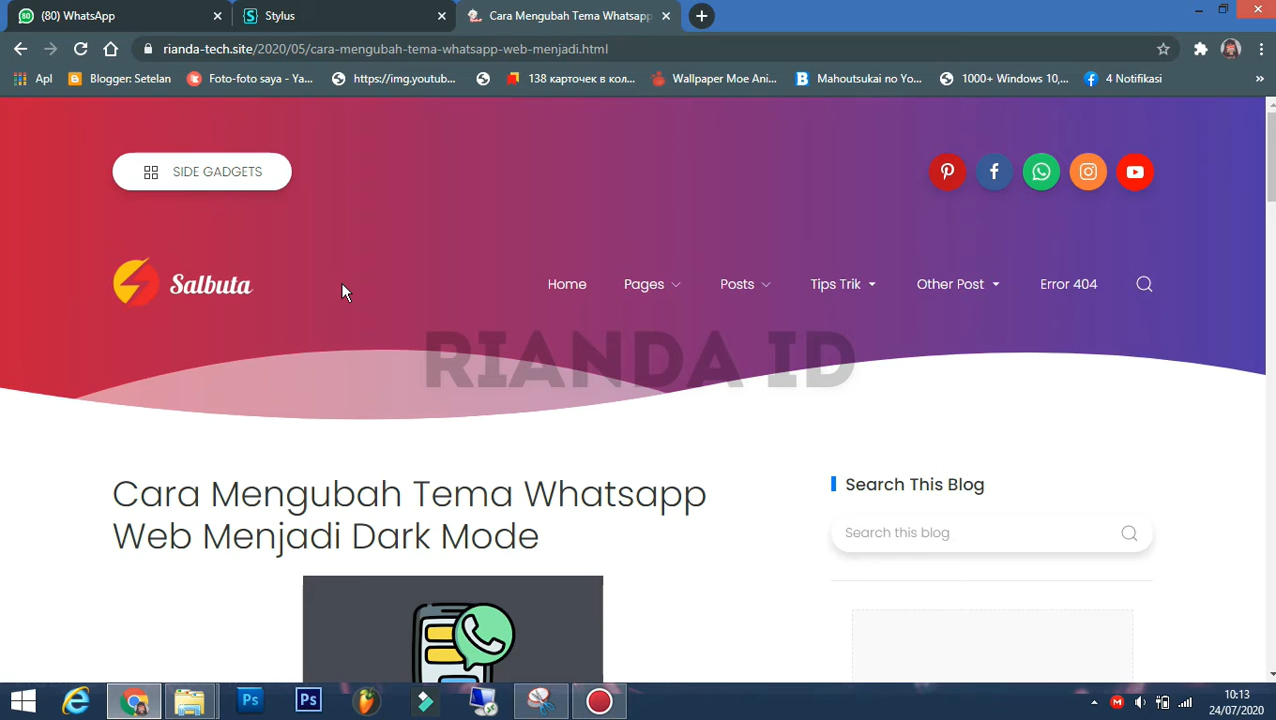 (80) WhatsApp
Stylus
Cara Mengubah Tema Whatsapp
rianda-tech.site/2020/05/cara-mengubah-tema-whatsapp-web-menjadi.html
Apl
Blogger: Setelan
Foto-foto saya - Ya...
https://img.youtub...
138 карточек в кол...
Wallpaper Moe Ani...
Mahoutsukai no Yo...
1000+ Windows 10,...
4 Notifikasi
SIDE GADGETS
Salbuta
Home
Pages
Posts
Tips Trik
Other Post
Error 404
RIANDA ID
Cara Mengubah Tema Whatsapp
Web Menjadi Dark Mode
Search This Blog
Search this blog
Ps
Ps
10:13
24/07/2020